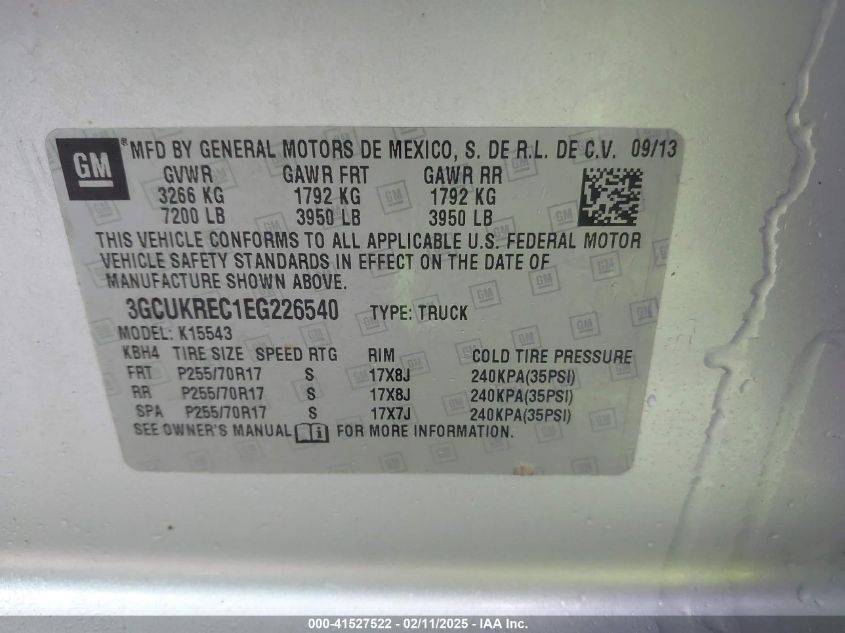 GM ® MFD BY GENERAL MOTORS DE MEXICO, S. DE R.L. DE C.V. 09/13
GVWR GAWR FRT GAWR RR
3266 KG 1792 KG 1792 KG
7200 LB 3950 LB 3950 LB
THIS VEHICLE CONFORMS TO ALL APPLICABLE U.S. FEDERAL MOTOR
VEHICLE SAFETY STANDARDS IN EFFECT ON THE DATE OF
MANUFACTURE SHOWN ABOVE.
3GCUKREC1EG226540 TYPE: TRUCK
MODEL: K15543
KBH4 TIRE SIZE SPEED RTG RIM COLD TIRE PRESSURE
FRT P255/70R17 S 17X8J 240KPA(35PSI)
RR P255/70R17 S 17X8J 240KPA(35PSI)
SPA P255/70R17 S 17X7J 240KPA(35PSI)
SEE OWNER'S MANUAL FOR MORE INFORMATION.
000-41527522 - 02/11/2025 - IAA Inc.